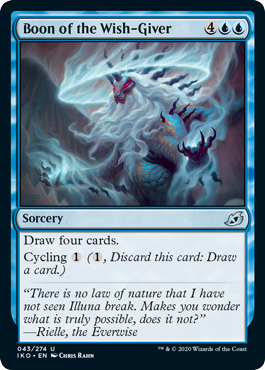 Boon of the Wish-Giver 4
Sorcery
Draw four cards.
Cycling 1 (1, Discard this card: Draw
a card.)
“There is no law of nature that I have
not seen Illuna break. Makes you wonder
what is truly possible, does it not?”
—Rielle, the Everwise
043/274 U
IKO • EN Chris Rahn
™ & © 2020 Wizards of the Coast